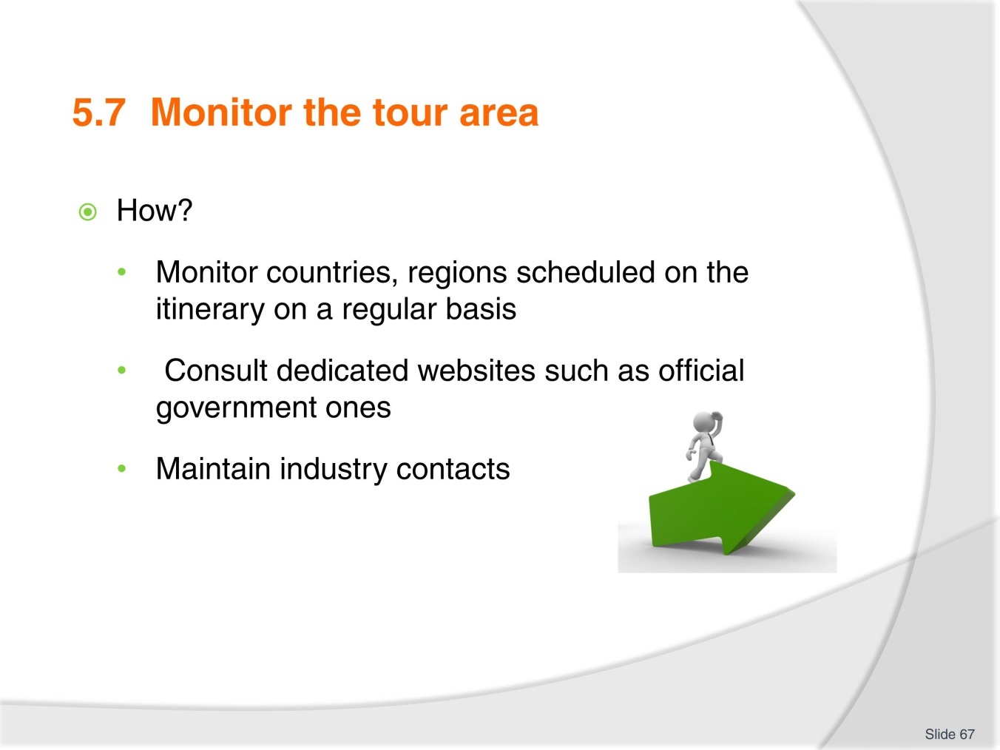 5.7 Monitor the tour area
How?
• Monitor countries, regions scheduled on the
itinerary on a regular basis
• Consult dedicated websites such as official
government ones
• Maintain industry contacts
Slide 67